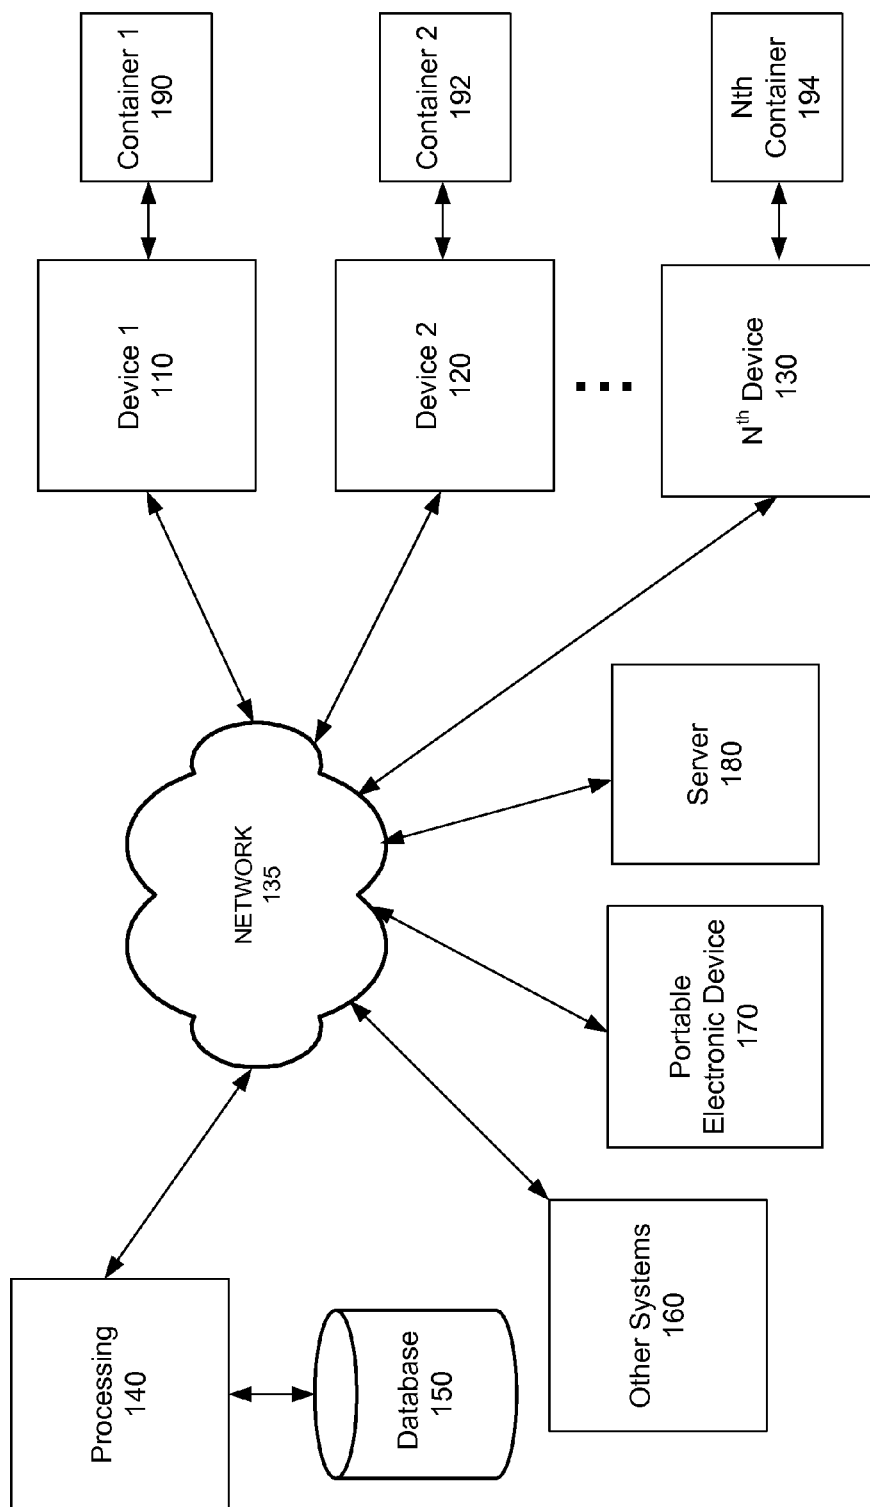 Processing
140
Database
150
NETWORK
135
Other Systems
160
Portable
Electronic Device
170
Server
180
Device 1
110
Device 2
120
Nth Device
130
Container 1
190
Container 2
192
Nth
Container
194